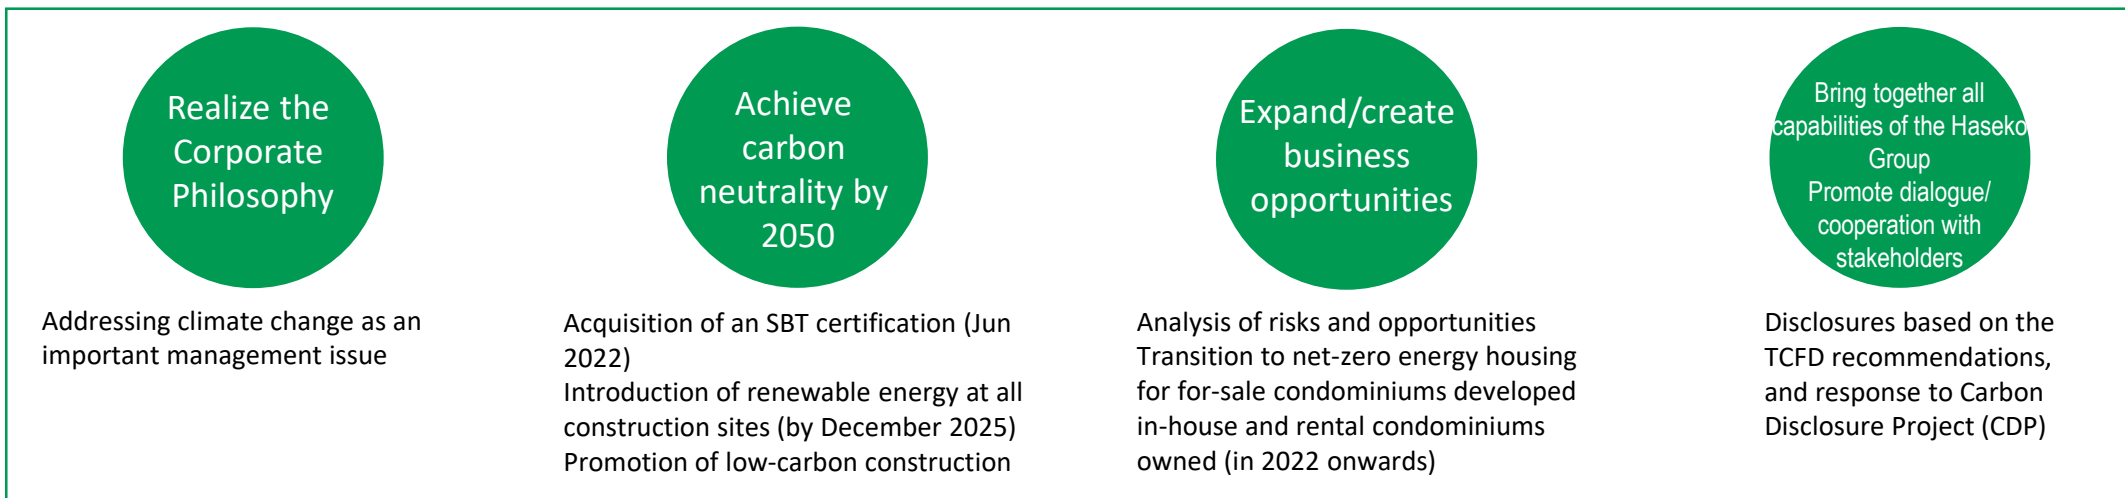 Realize the
Corporate
Philosophy
Addressing climate change as an
important management issue
Achieve
carbon
neutrality by
2050
Acquisition of an SBT certification (Jun
2022)
Introduction of renewable energy at all
construction sites (by December 2025)
Promotion of low-carbon construction
Expand/create
business
opportunities
Analysis of risks and opportunities
Transition to net-zero energy housing
for for-sale condominiums developed
in-house and rental condominiums
owned (in 2022 onwards)
Bring together all
capabilities of the Haseko
Group
Promote dialogue/
cooperation with
stakeholders
Disclosures based on the
TCFD recommendations,
and response to Carbon
Disclosure Project (CDP)